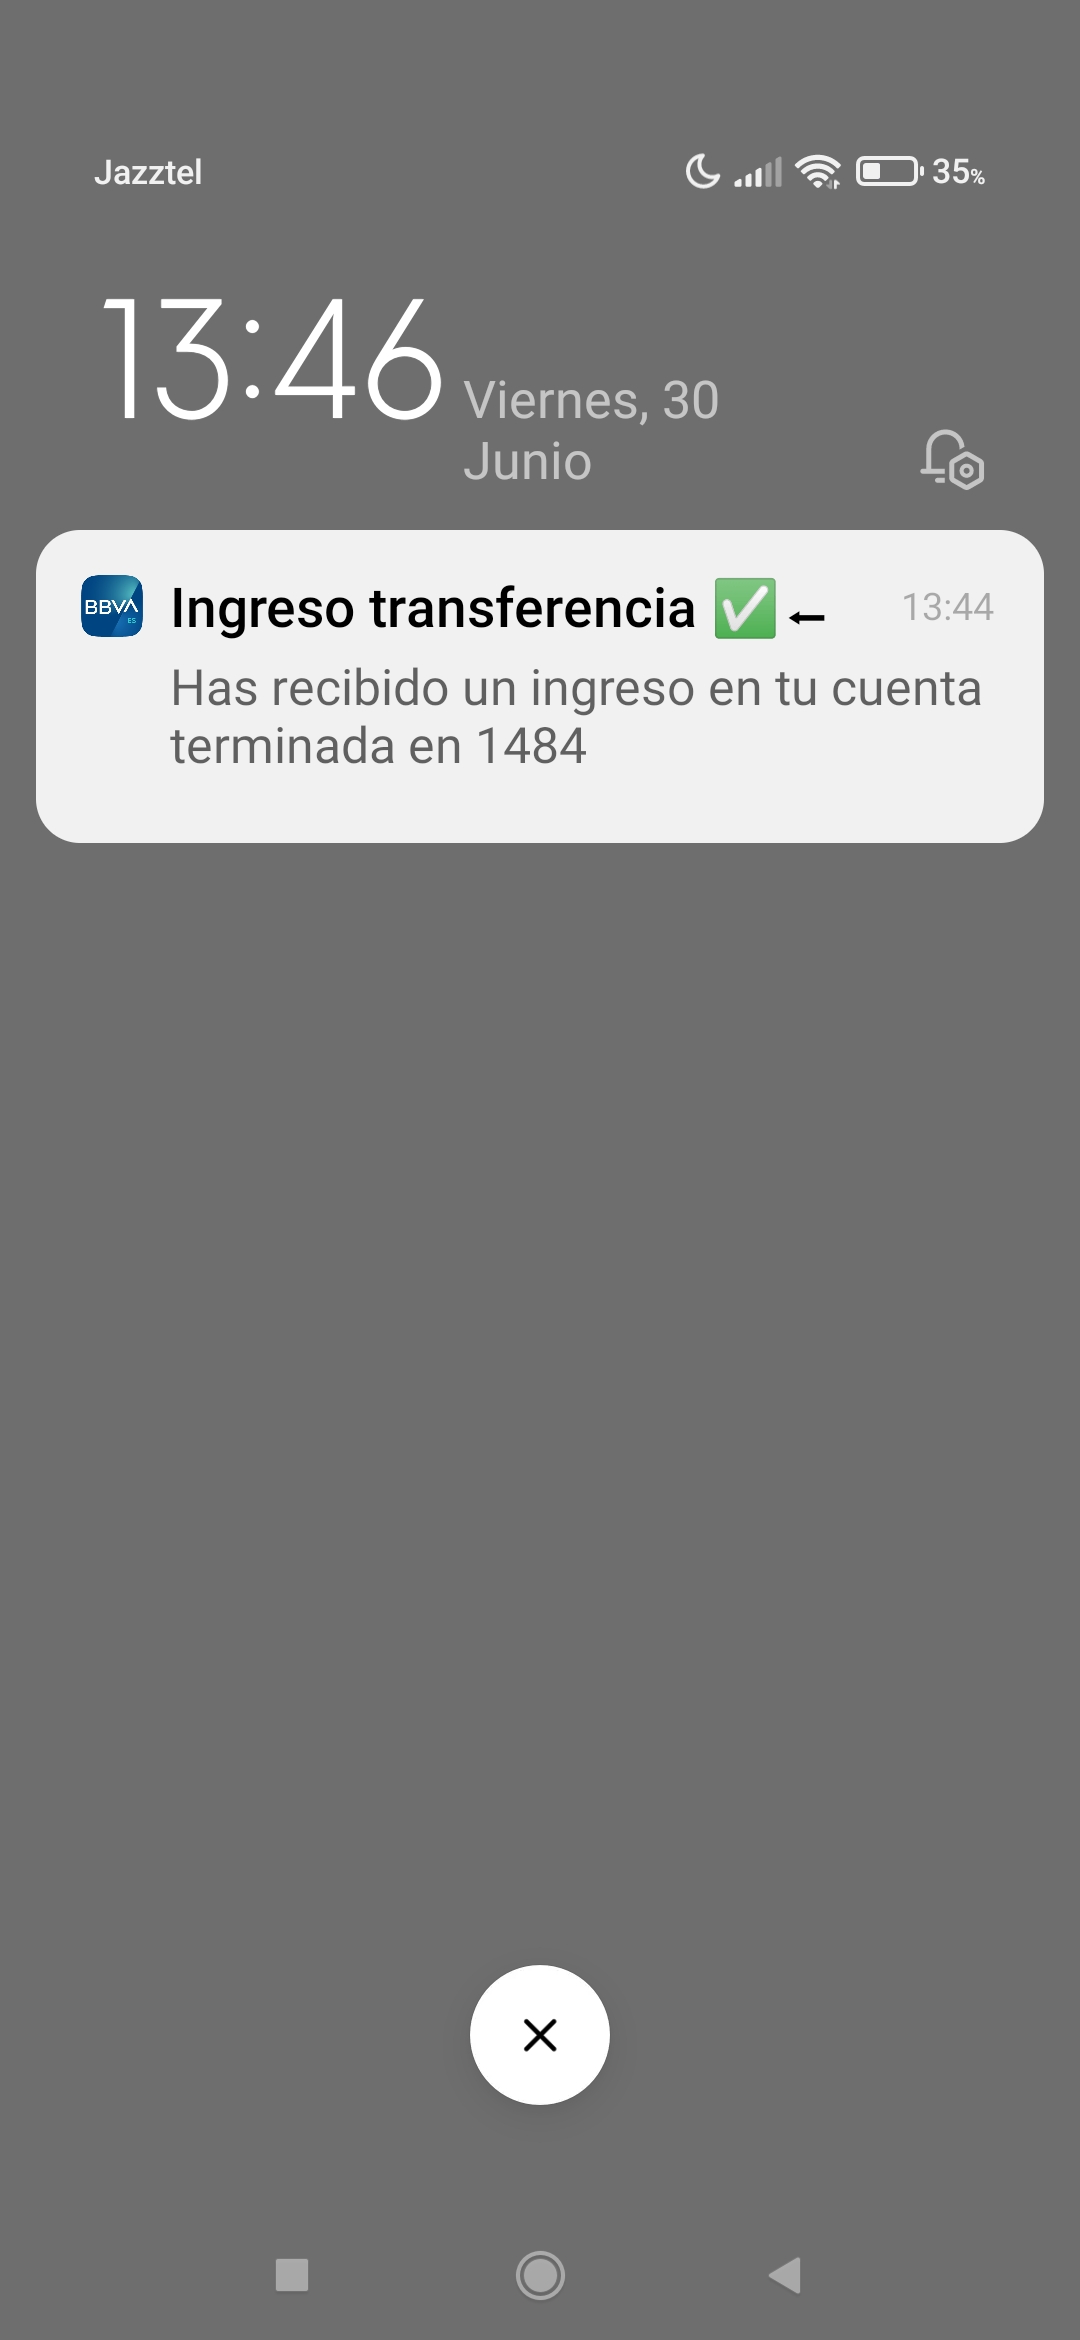 Jazztel
35%
13:46
Viernes, 30
Junio
BBVA
ES
Ingreso transferencia ✅ ← 13:44
Has recibido un ingreso en tu cuenta
terminada en 1484